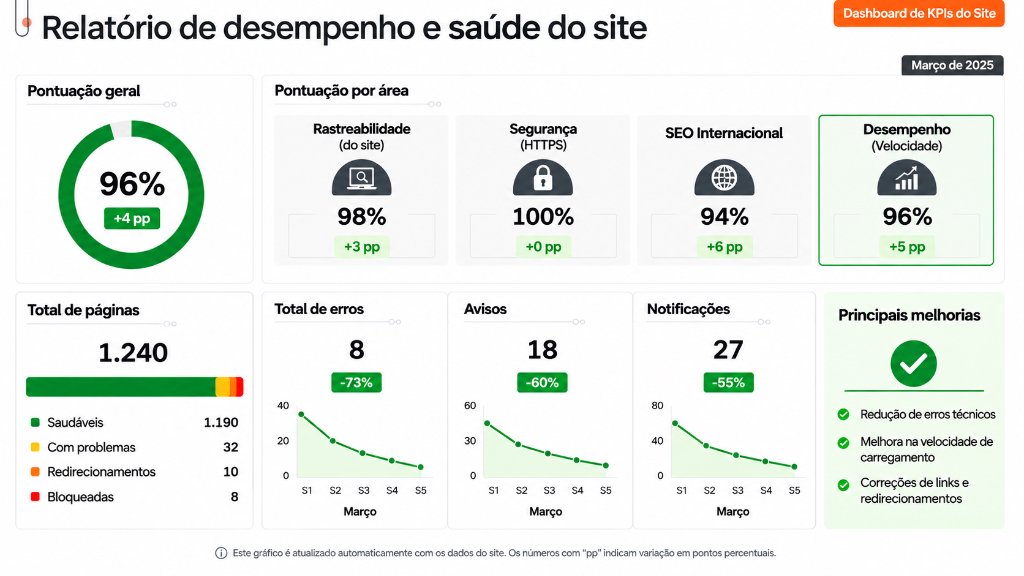 Relatório de desempenho e saúde do site
Dashboard de KPIs do Site
Março de 2025
Pontuação geral
96%
+4 pp
Pontuação por área
Rastreabilidade
(do site)
98%
+3 pp
Segurança
(HTTPS)
100%
+0 pp
SEO Internacional
94%
+6 pp
Desempenho
(Velocidade)
96%
+5 pp
Total de páginas
1.240
Saudáveis 1.190
Com problemas 32
Redirecionamentos 10
Bloqueadas 8
Total de erros
8
-73%
40
20
0
S1 S2 S3 S4 S5
Março
Avisos
18
-60%
60
30
0
S1 S2 S3 S4 S5
Março
Notificações
27
-55%
80
40
0
S1 S2 S3 S4 S5
Março
Principais melhorias
Redução de erros técnicos
Melhora na velocidade de
carregamento
Correções de links e
redirecionamentos
Este gráfico é atualizado automaticamente com os dados do site. Os números com “pp” indicam variação em pontos percentuais.